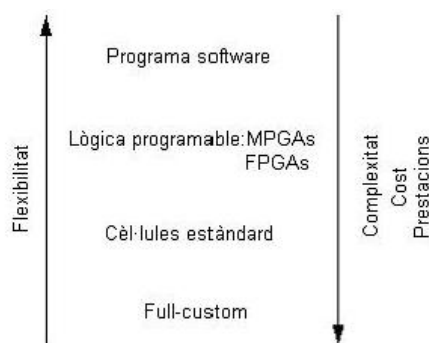 Programa software
Lògica programable:MPGAs
FPGAs
Cèl·lules estàndard
Full-custom
Flexibilitat
Complexitat
Cost
Prestacions